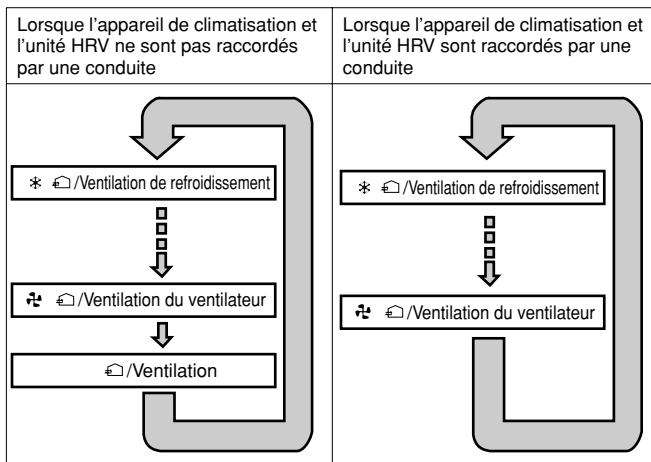 Lorsque l'appareil de climatisation et
l'unité HRV ne sont pas raccordés
par une conduite
/Ventilation de refroidissement
/Ventilation du ventilateur
/Ventilation
Lorsque l'appareil de climatisation et
l'unité HRV sont raccordés par une
conduite
/Ventilation de refroidissement
/Ventilation du ventilateur